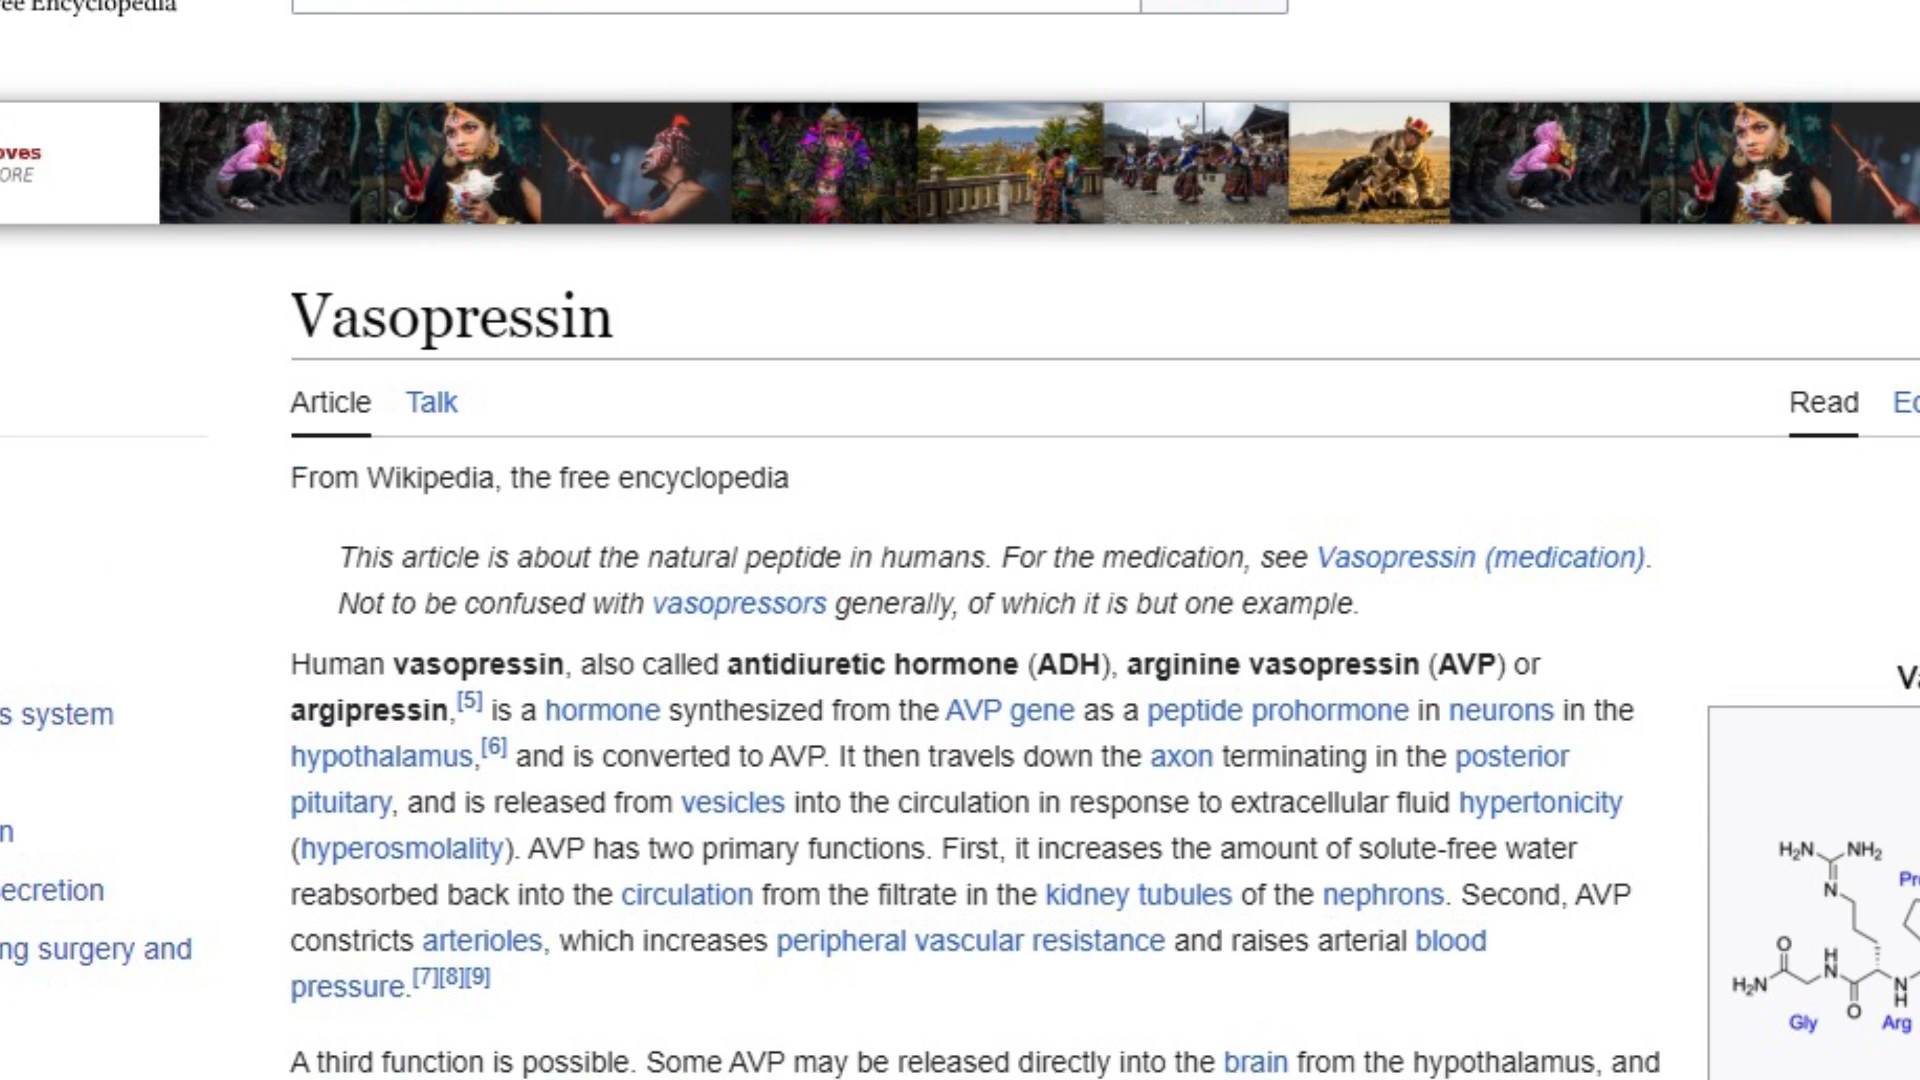 ee Encyclopedia
oves
ORE
Vasopressin
Article Talk Read
From Wikipedia, the free encyclopedia
This article is about the natural peptide in humans. For the medication, see Vasopressin (medication).
Not to be confused with vasopressors generally, of which it is but one example.
Human vasopressin, also called antidiuretic hormone (ADH), arginine vasopressin (AVP) or
argipressin,[5] is a hormone synthesized from the AVP gene as a peptide prohormone in neurons in the
hypothalamus,[6] and is converted to AVP. It then travels down the axon terminating in the posterior
pituitary, and is released from vesicles into the circulation in response to extracellular fluid hypertonicity
(hyperosmolality). AVP has two primary functions. First, it increases the amount of solute-free water
reabsorbed back into the circulation from the filtrate in the kidney tubules of the nephrons. Second, AVP
constricts arterioles, which increases peripheral vascular resistance and raises arterial blood
pressure.[7][8][9]
A third function is possible. Some AVP may be released directly into the brain from the hypothalamus, and
s system
n
ecretion
ng surgery and
Va
H₂N NH₂
N
Pr
O
H
N
H₂N
O
N
H
Gly Arg